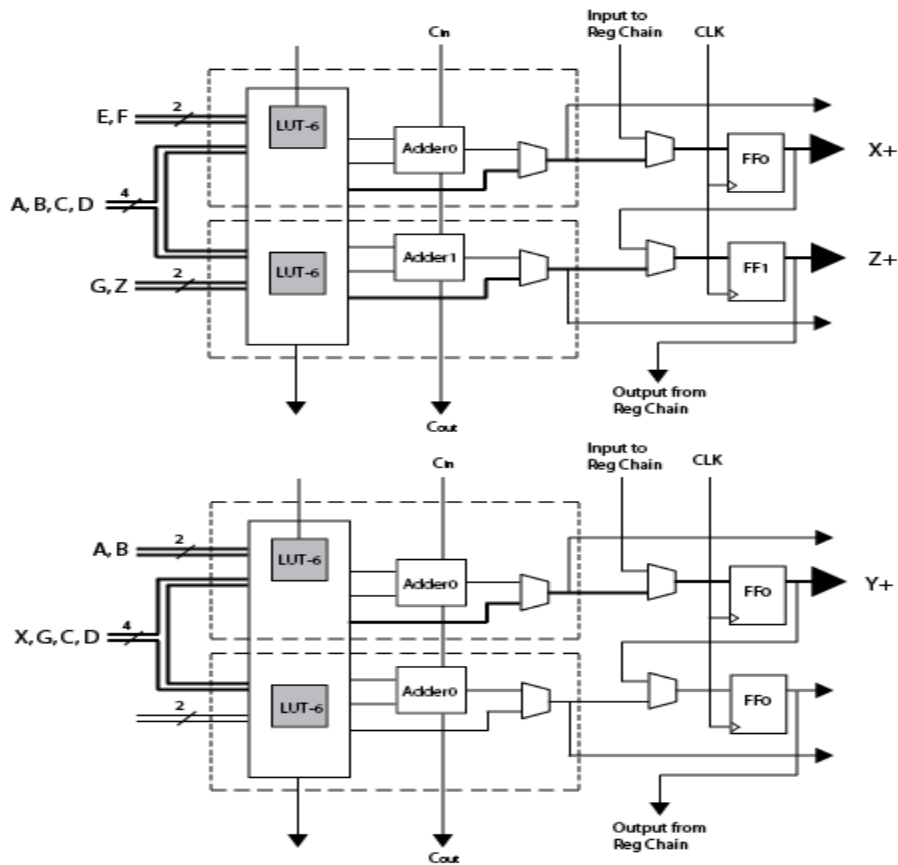 Cin
Input to
Reg Chain
CLK
E, F
2
LUT-6
Adder0
FF0
X+
A, B, C, D
4
LUT-6
Adder1
FF1
Z+
G, Z
2
Output from
Reg Chain
Cout
Cin
Input to
Reg Chain
CLK
A, B
2
LUT-6
Adder0
FF0
Y+
X, G, C, D
4
LUT-6
Adder0
FF0
2
Output from
Reg Chain
Cout